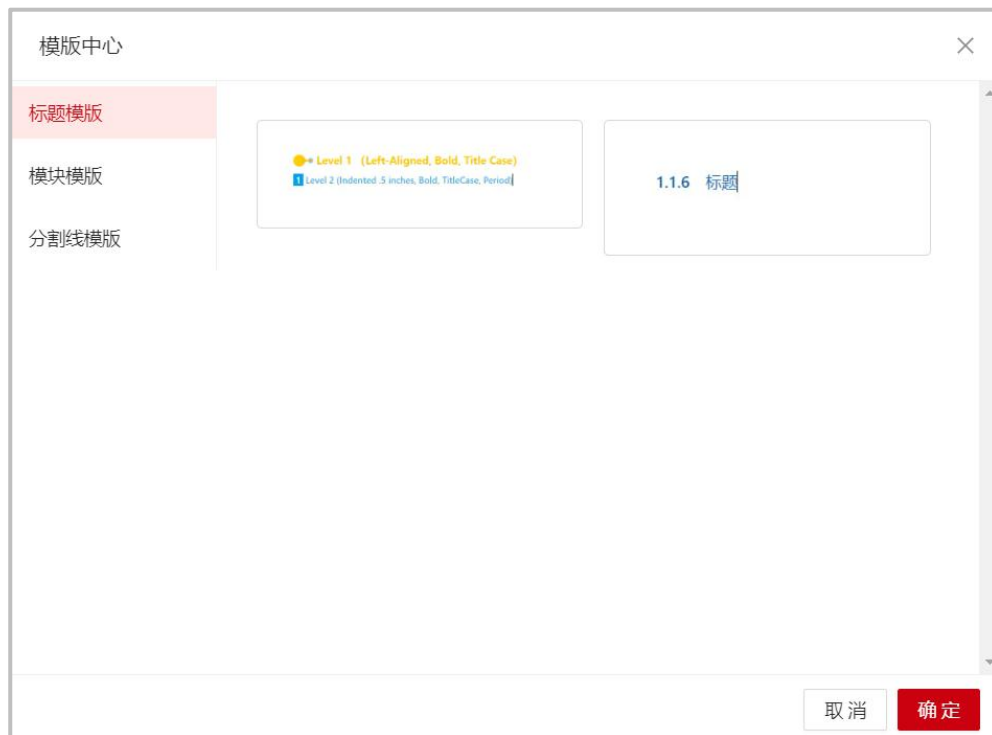 模版中心
标题模版
模块模版
分割线模版
Level 1 (Left-Aligned, Bold, Title Case)
1 Level 2 (Indented .5 inches, Bold, TitleCase, Period)
1.1.6 标题
取消
确定